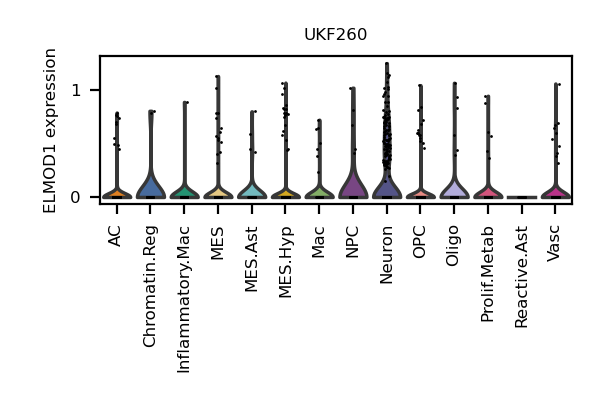 UKF260
ELMOD1 expression
1
0
AC
Chromatin.Reg
Inflammatory.Mac
MES
MES.Ast
MES.Hyp
Mac
NPC
Neuron
OPC
Oligo
Prolif.Metab
Reactive.Ast
Vasc